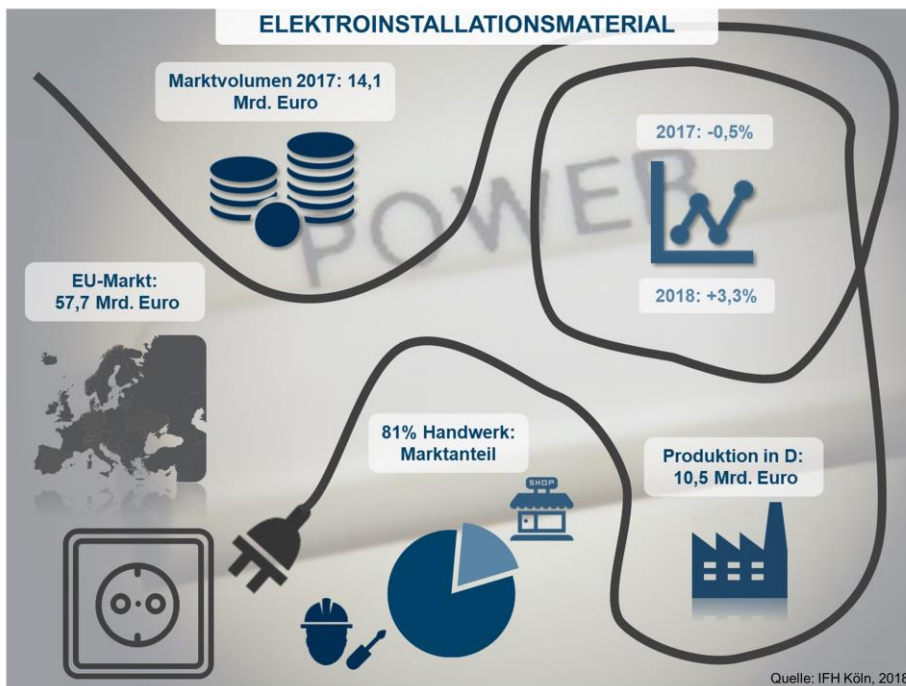 ELEKTROINSTALLATIONSMATERIAL
Marktvolumen 2017: 14,1
Mrd. Euro
2017: -0,5%
POWER
2018: +3,3%
EU-Markt:
57,7 Mrd. Euro
81% Handwerk:
Marktanteil
SHOP
Produktion in D:
10,5 Mrd. Euro
Quelle: IFH Köln, 2018